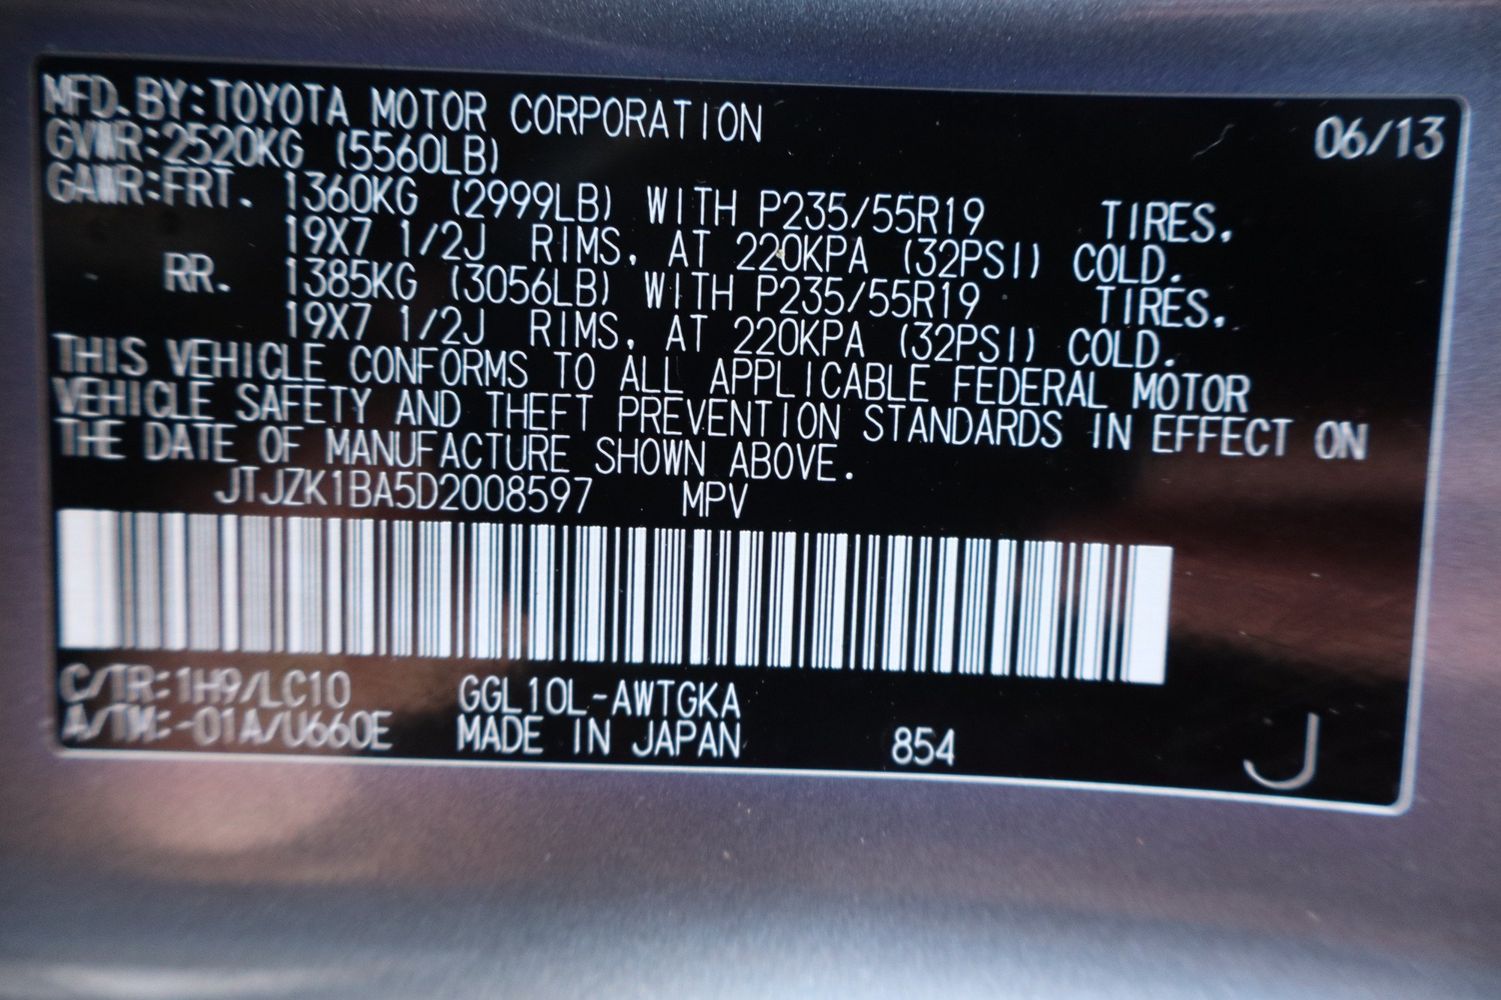 MFD. BY:TOYOTA MOTOR CORPORATION 06/13
GVWR:2520KG (5560LB)
GAWR:FRT. 1360KG (2999LB) WITH P235/55R19 TIRES,
19X7 1/2J RIMS, AT 220KPA (32PSI) COLD.
RR. 1385KG (3056LB) WITH P235/55R19 TIRES,
19X7 1/2J RIMS, AT 220KPA (32PSI) COLD.
THIS VEHICLE CONFORMS TO ALL APPLICABLE FEDERAL MOTOR
VEHICLE SAFETY AND THEFT PREVENTION STANDARDS IN EFFECT ON
THE DATE OF MANUFACTURE SHOWN ABOVE.
JTJZK1BA5D2008597 MPV
C/TR:1H9/LC10 GGL10L-AWTGKA
A/TM:-01A/U660E MADE IN JAPAN 854 J